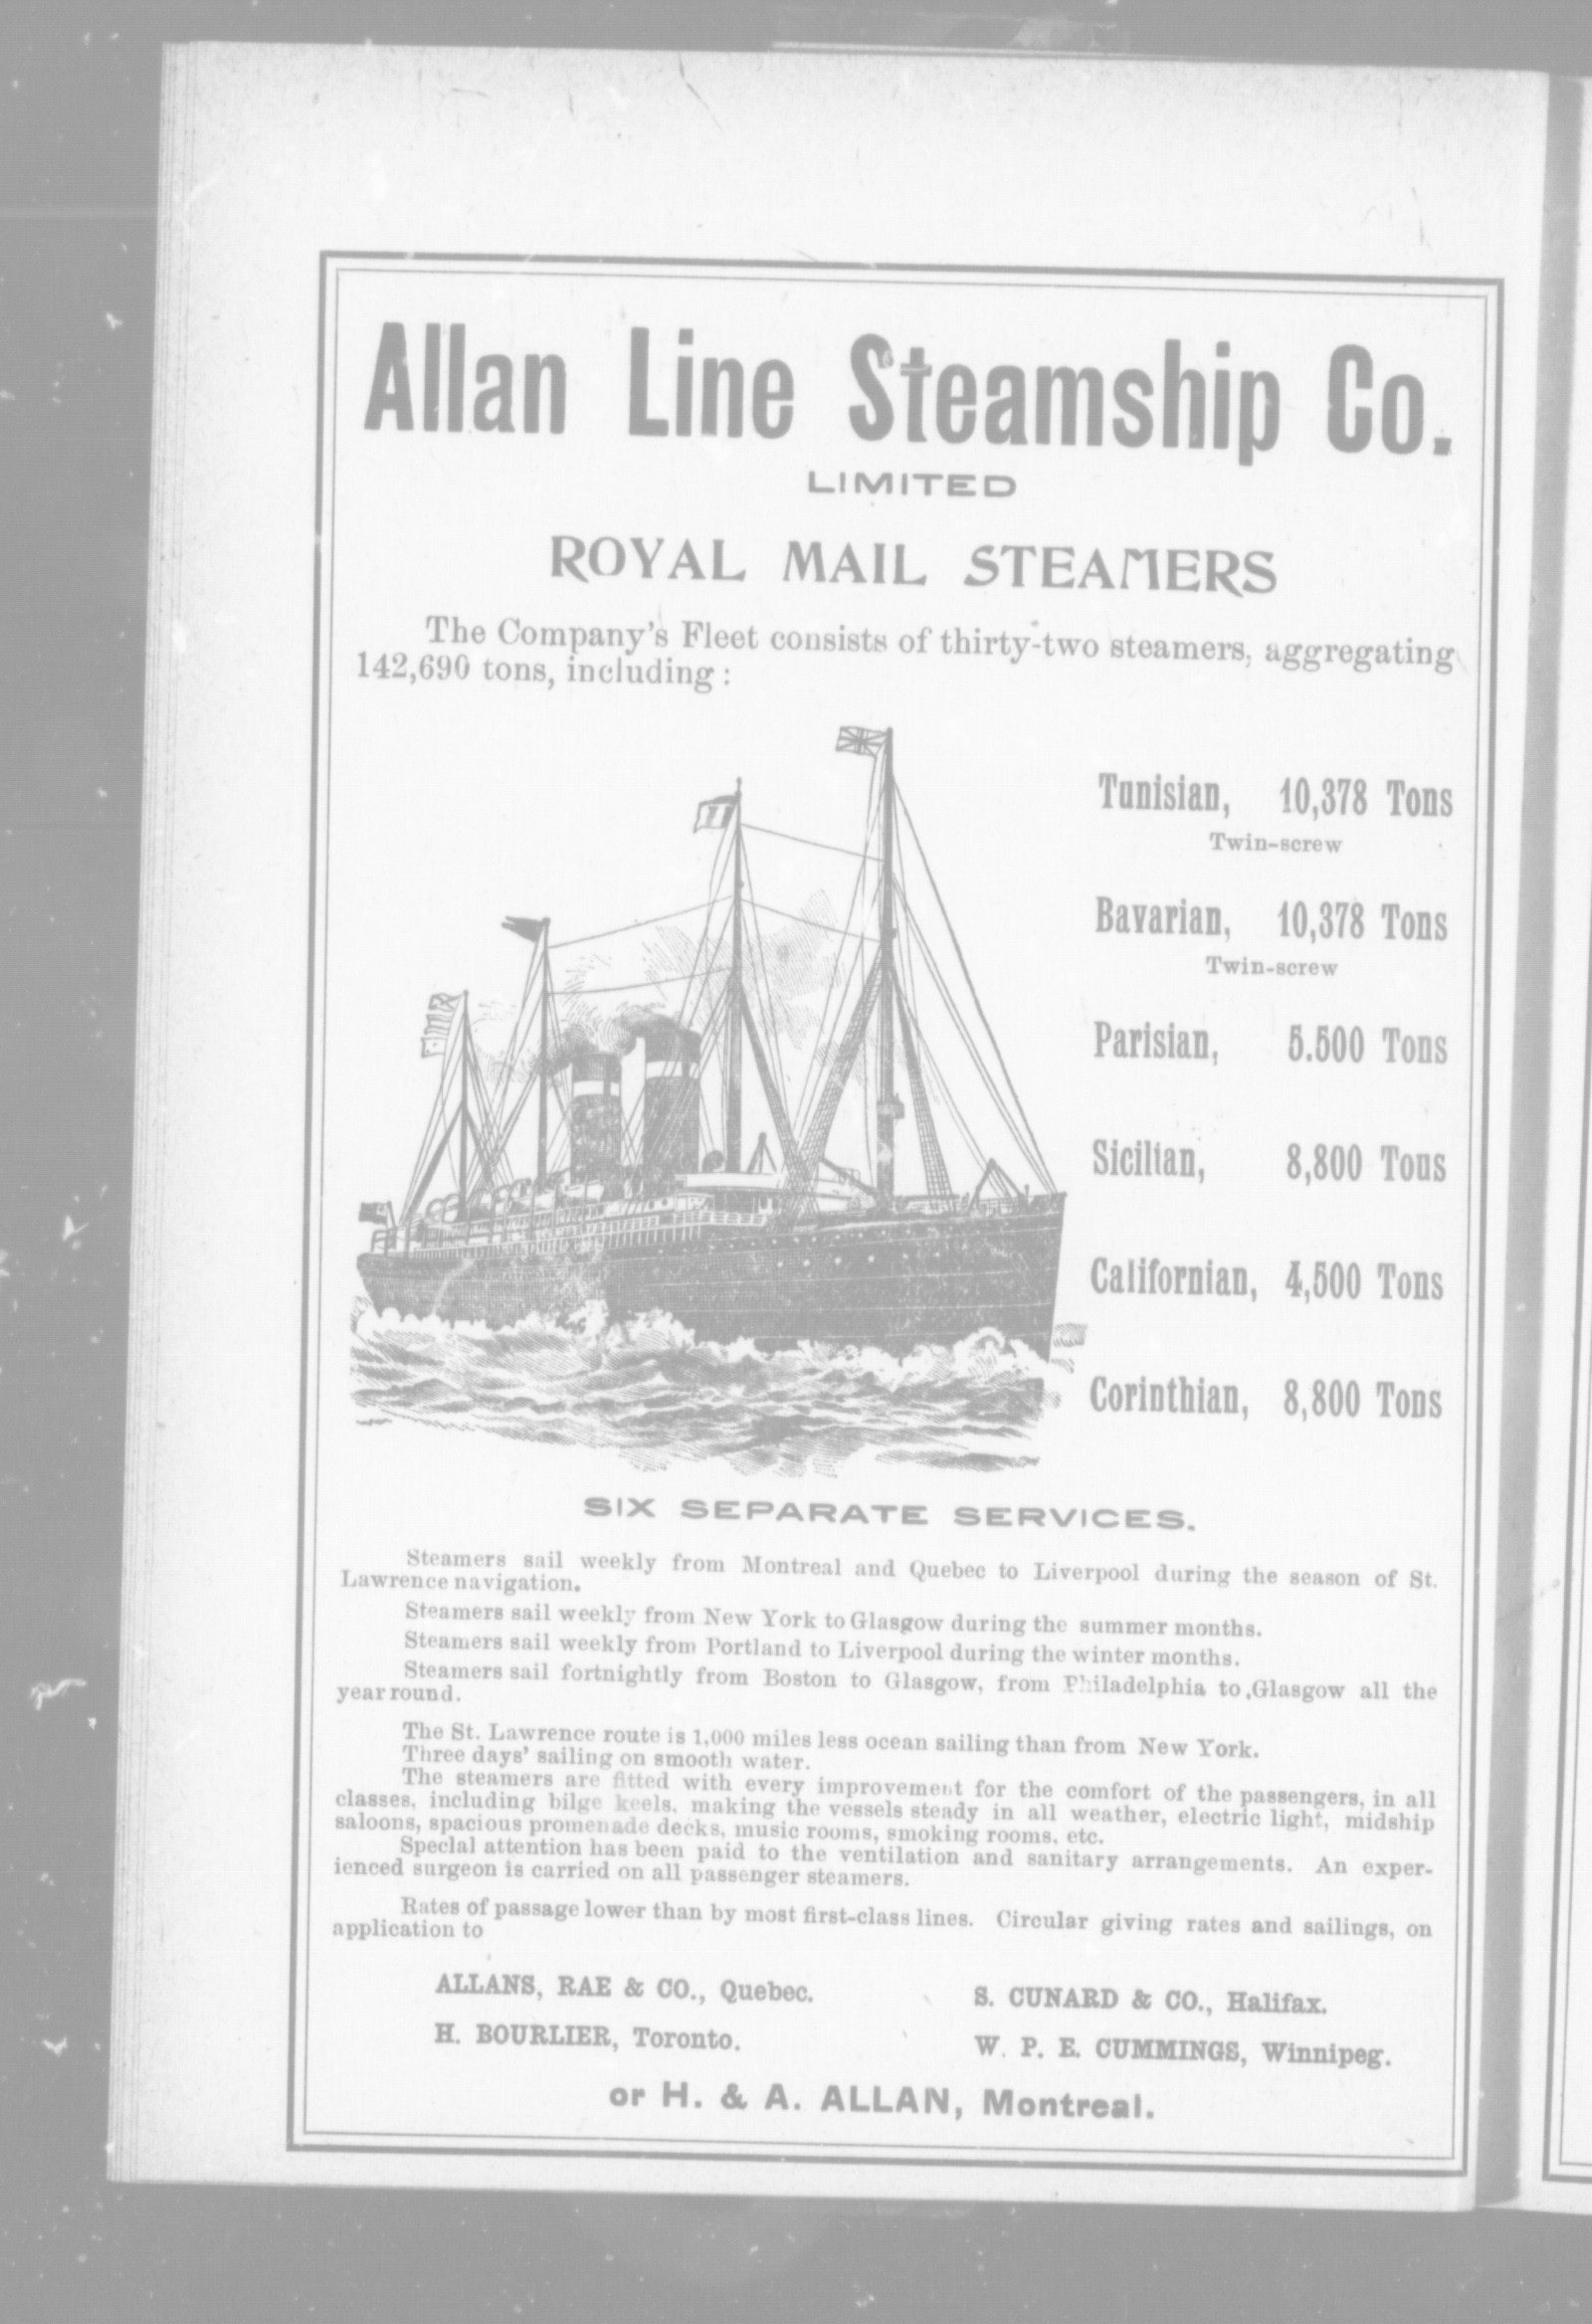 Allan Line Steamship Co.
LIMITED
ROYAL MAIL STEAMERS
The Company's Fleet consists of thirty-two steamers, aggregating
142,690 tons, including :
Tunisian, 10,378 Tons
Twin-screw
Bavarian, 10,378 Tons
Twin-screw
Parisian, 5.500 Tons
Sicilian, 8,800 Tons
Californian, 4,500 Tons
Corinthian, 8,800 Tons
SIX SEPARATE SERVICES.
Steamers sail weekly from Montreal and Quebec to Liverpool during the season of St.
Lawrence navigation.
Steamers sail weekly from New York to Glasgow during the summer months.
Steamers sail weekly from Portland to Liverpool during the winter months.
Steamers sail fortnightly from Boston to Glasgow, from Philadelphia to Glasgow all the
year round.
The St. Lawrence route is 1,000 miles less ocean sailing than from New York.
Three days' sailing on smooth water.
The steamers are fitted with every improvement for the comfort of the passengers, in all
classes, including bilge keels, making the vessels steady in all weather, electric light, midship
saloons, spacious promenade decks, music rooms, smoking rooms, etc.
Special attention has been paid to the ventilation and sanitary arrangements. An exper-
ienced surgeon is carried on all passenger steamers.
Rates of passage lower than by most first-class lines. Circular giving rates and sailings, on
application to
ALLANS, RAE & CO., Quebec. S. CUNARD & CO., Halifax.
H. BOURLIER, Toronto. W. P. E. CUMMINGS, Winnipeg.
or H. & A. ALLAN, Montreal.